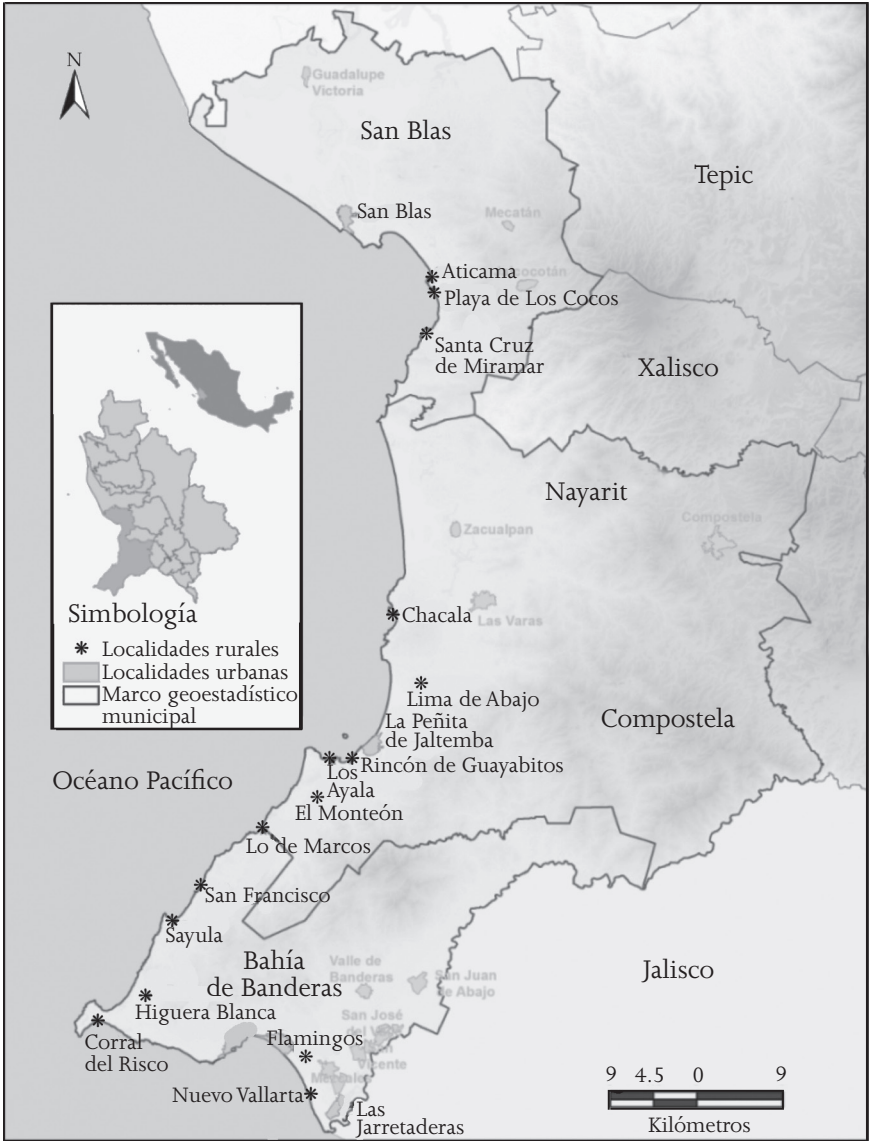 N
Guadalupe
Victoria
San Blas
Tepic
San Blas
Mecatán
Aticama
Playa de Los Cocos
Santa Cruz
de Miramar
Xalisco
Nayarit
Zacualpan
Compostela
Chacala
Las Varas
Lima de Abajo
La Peñita
de Jaltemba
Compostela
Rincón de Guayabitos
Los
Ayala
El Monteón
Lo de Marcos
San Francisco
Sayula
Bahía
de Banderas
Valle de
Banderas
San Juan
de Abajo
Jalisco
Higuera Blanca
San José
Corral
del Risco
Flamingos
Vicente
Nuevo Vallarta
Las
Jarretaderas
Océano Pacífico
Simbología
Localidades rurales
Localidades urbanas
Marco geoestadístico
municipal
9 4.5 0 9
Kilómetros